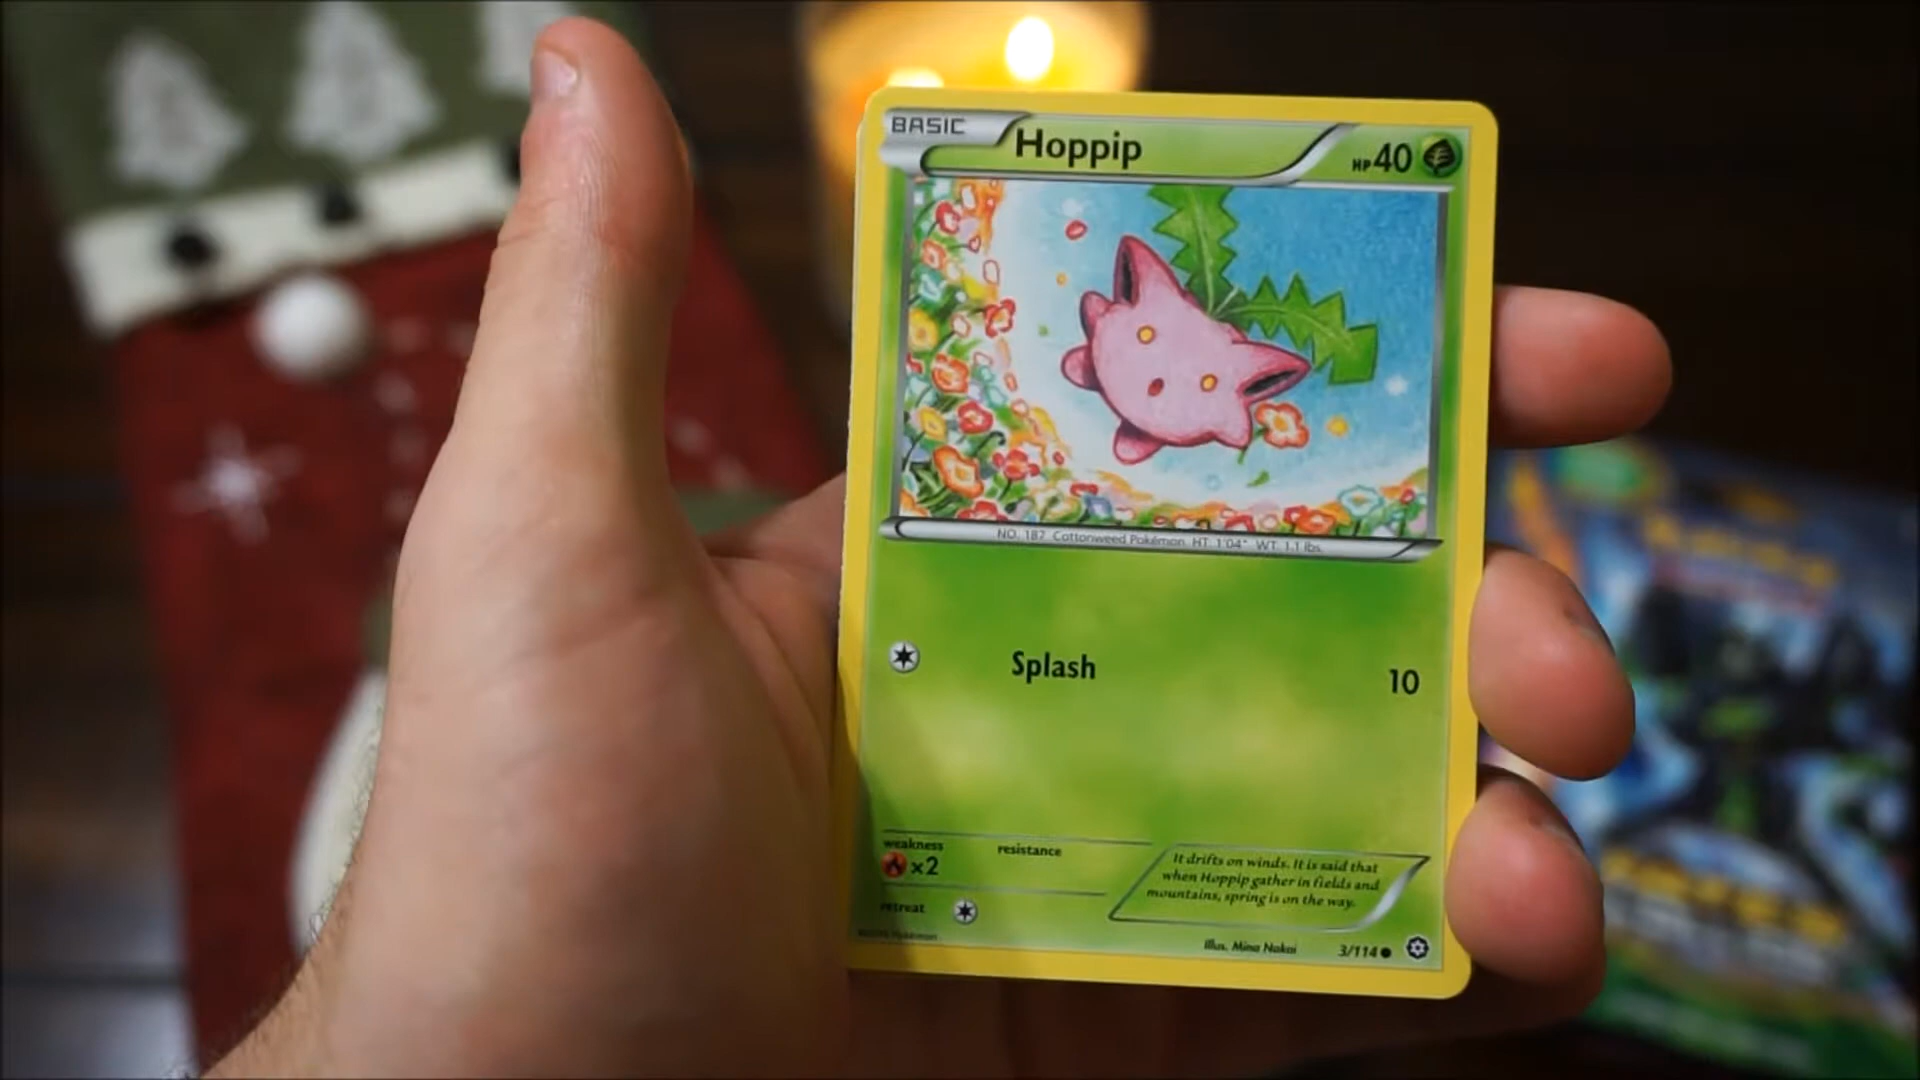 BASIC
Hoppip
HP 40
NO. 187 Cottonweed Pokémon HT: 1'04" WT: 1.1 lbs.
Splash
10
weakness
×2
resistance
retreat
It drifts on winds. It is said that
when Hoppip gather in fields and
mountains, spring is on the way.
Illus. Mina Nakai
3/114